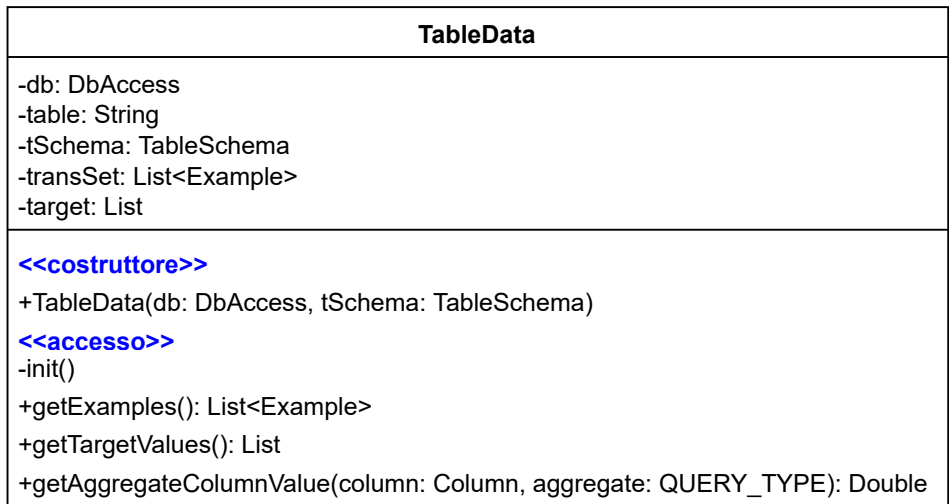 TableData
-db: DbAccess
-table: String
-tSchema: TableSchema
-transSet: List<Example>
-target: List
<<costruttore>>
+TableData(db: DbAccess, tSchema: TableSchema)
<<accesso>>
-init()
+getExamples(): List<Example>
+getTargetValues(): List
+getAggregateColumnValue(column: Column, aggregate: QUERY_TYPE): Double